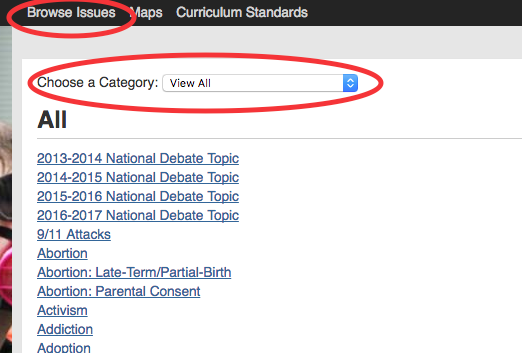 Browse Issues Maps Curriculum Standards
Choose a Category: View All
All
2013-2014 National Debate Topic
2014-2015 National Debate Topic
2015-2016 National Debate Topic
2016-2017 National Debate Topic
9/11 Attacks
Abortion
Abortion: Late-Term/Partial-Birth
Abortion: Parental Consent
Activism
Addiction
Adoption